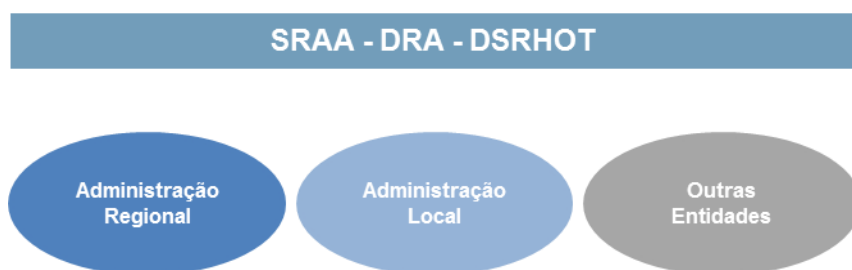 SRAA - DRA - DSRHOT
Administração
Regional
Administração
Local
Outras
Entidades